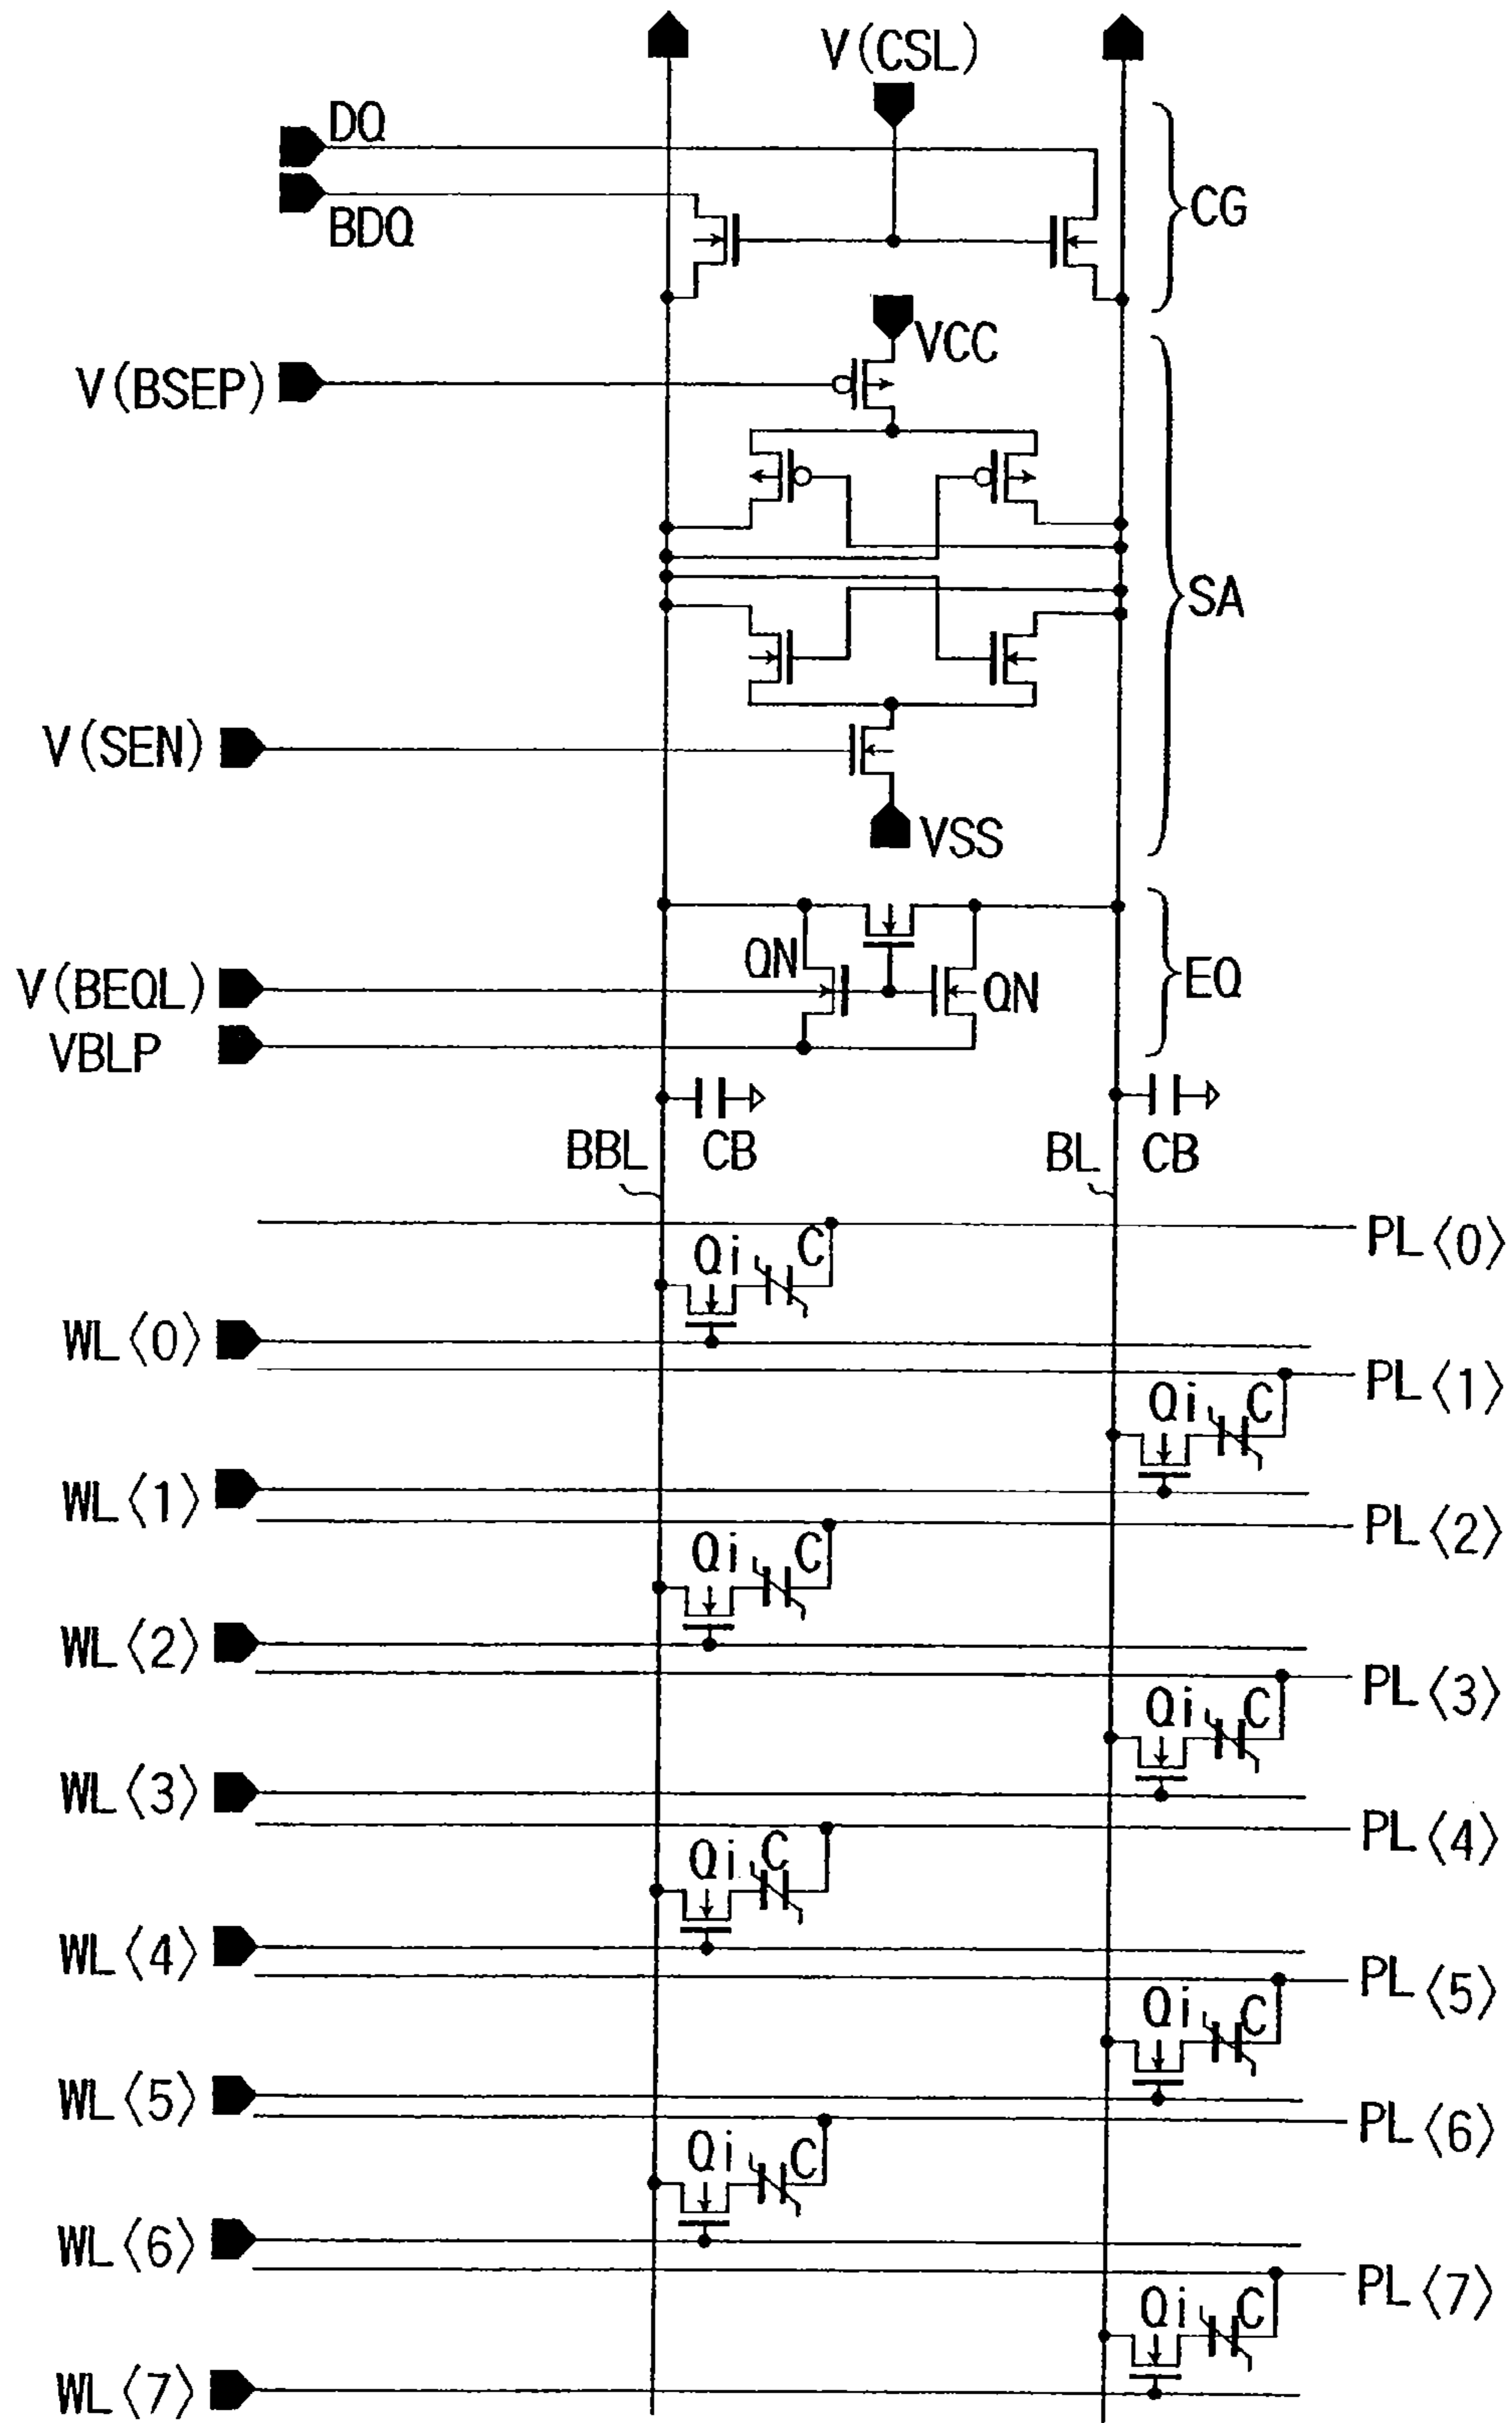 V(CSL)
DQ
BDQ
CG
VCC
V(BSEP)
SA
V(SEN)
VSS
QN
V(BEQL)
QN
EQ
VBLP
BBL
CB
BL
CB
PL〈0〉
Qi
C
WL〈0〉
PL〈1〉
Qi
C
WL〈1〉
PL〈2〉
Qi
C
WL〈2〉
PL〈3〉
Qi
C
WL〈3〉
PL〈4〉
Qi
C
WL〈4〉
PL〈5〉
Qi
C
WL〈5〉
PL〈6〉
Qi
C
WL〈6〉
PL〈7〉
Qi
C
WL〈7〉